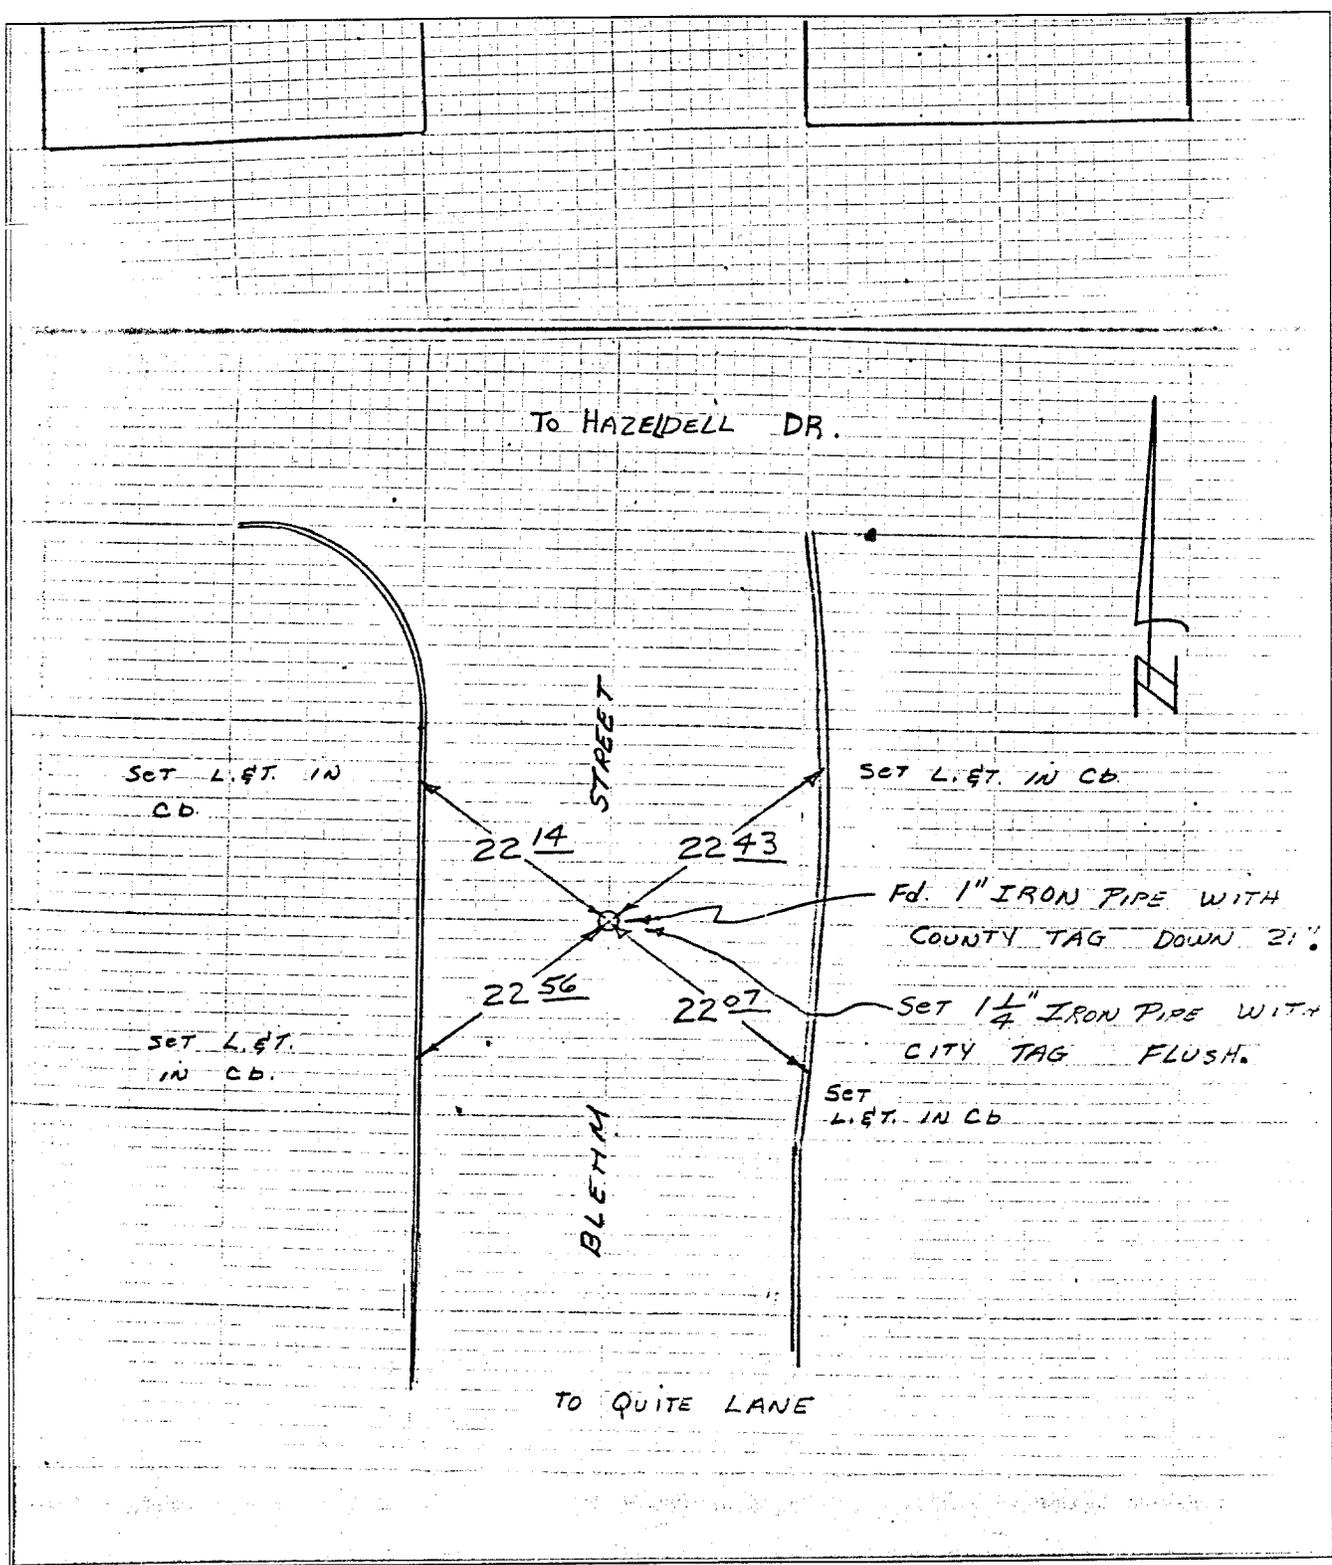 To HAZELDELL DR.
STREET
SET L.&T. IN
Cb.
SET L.&T. IN Cb.
22 14
22 43
Fd. 1" IRON PIPE WITH
COUNTY TAG DOWN 21".
22 56
22 07
SET 1 1/4" IRON PIPE WITH
CITY TAG FLUSH.
SET L.&T.
IN Cb.
SET
L.&T. IN Cb
BLEHM
TO QUITE LANE
N